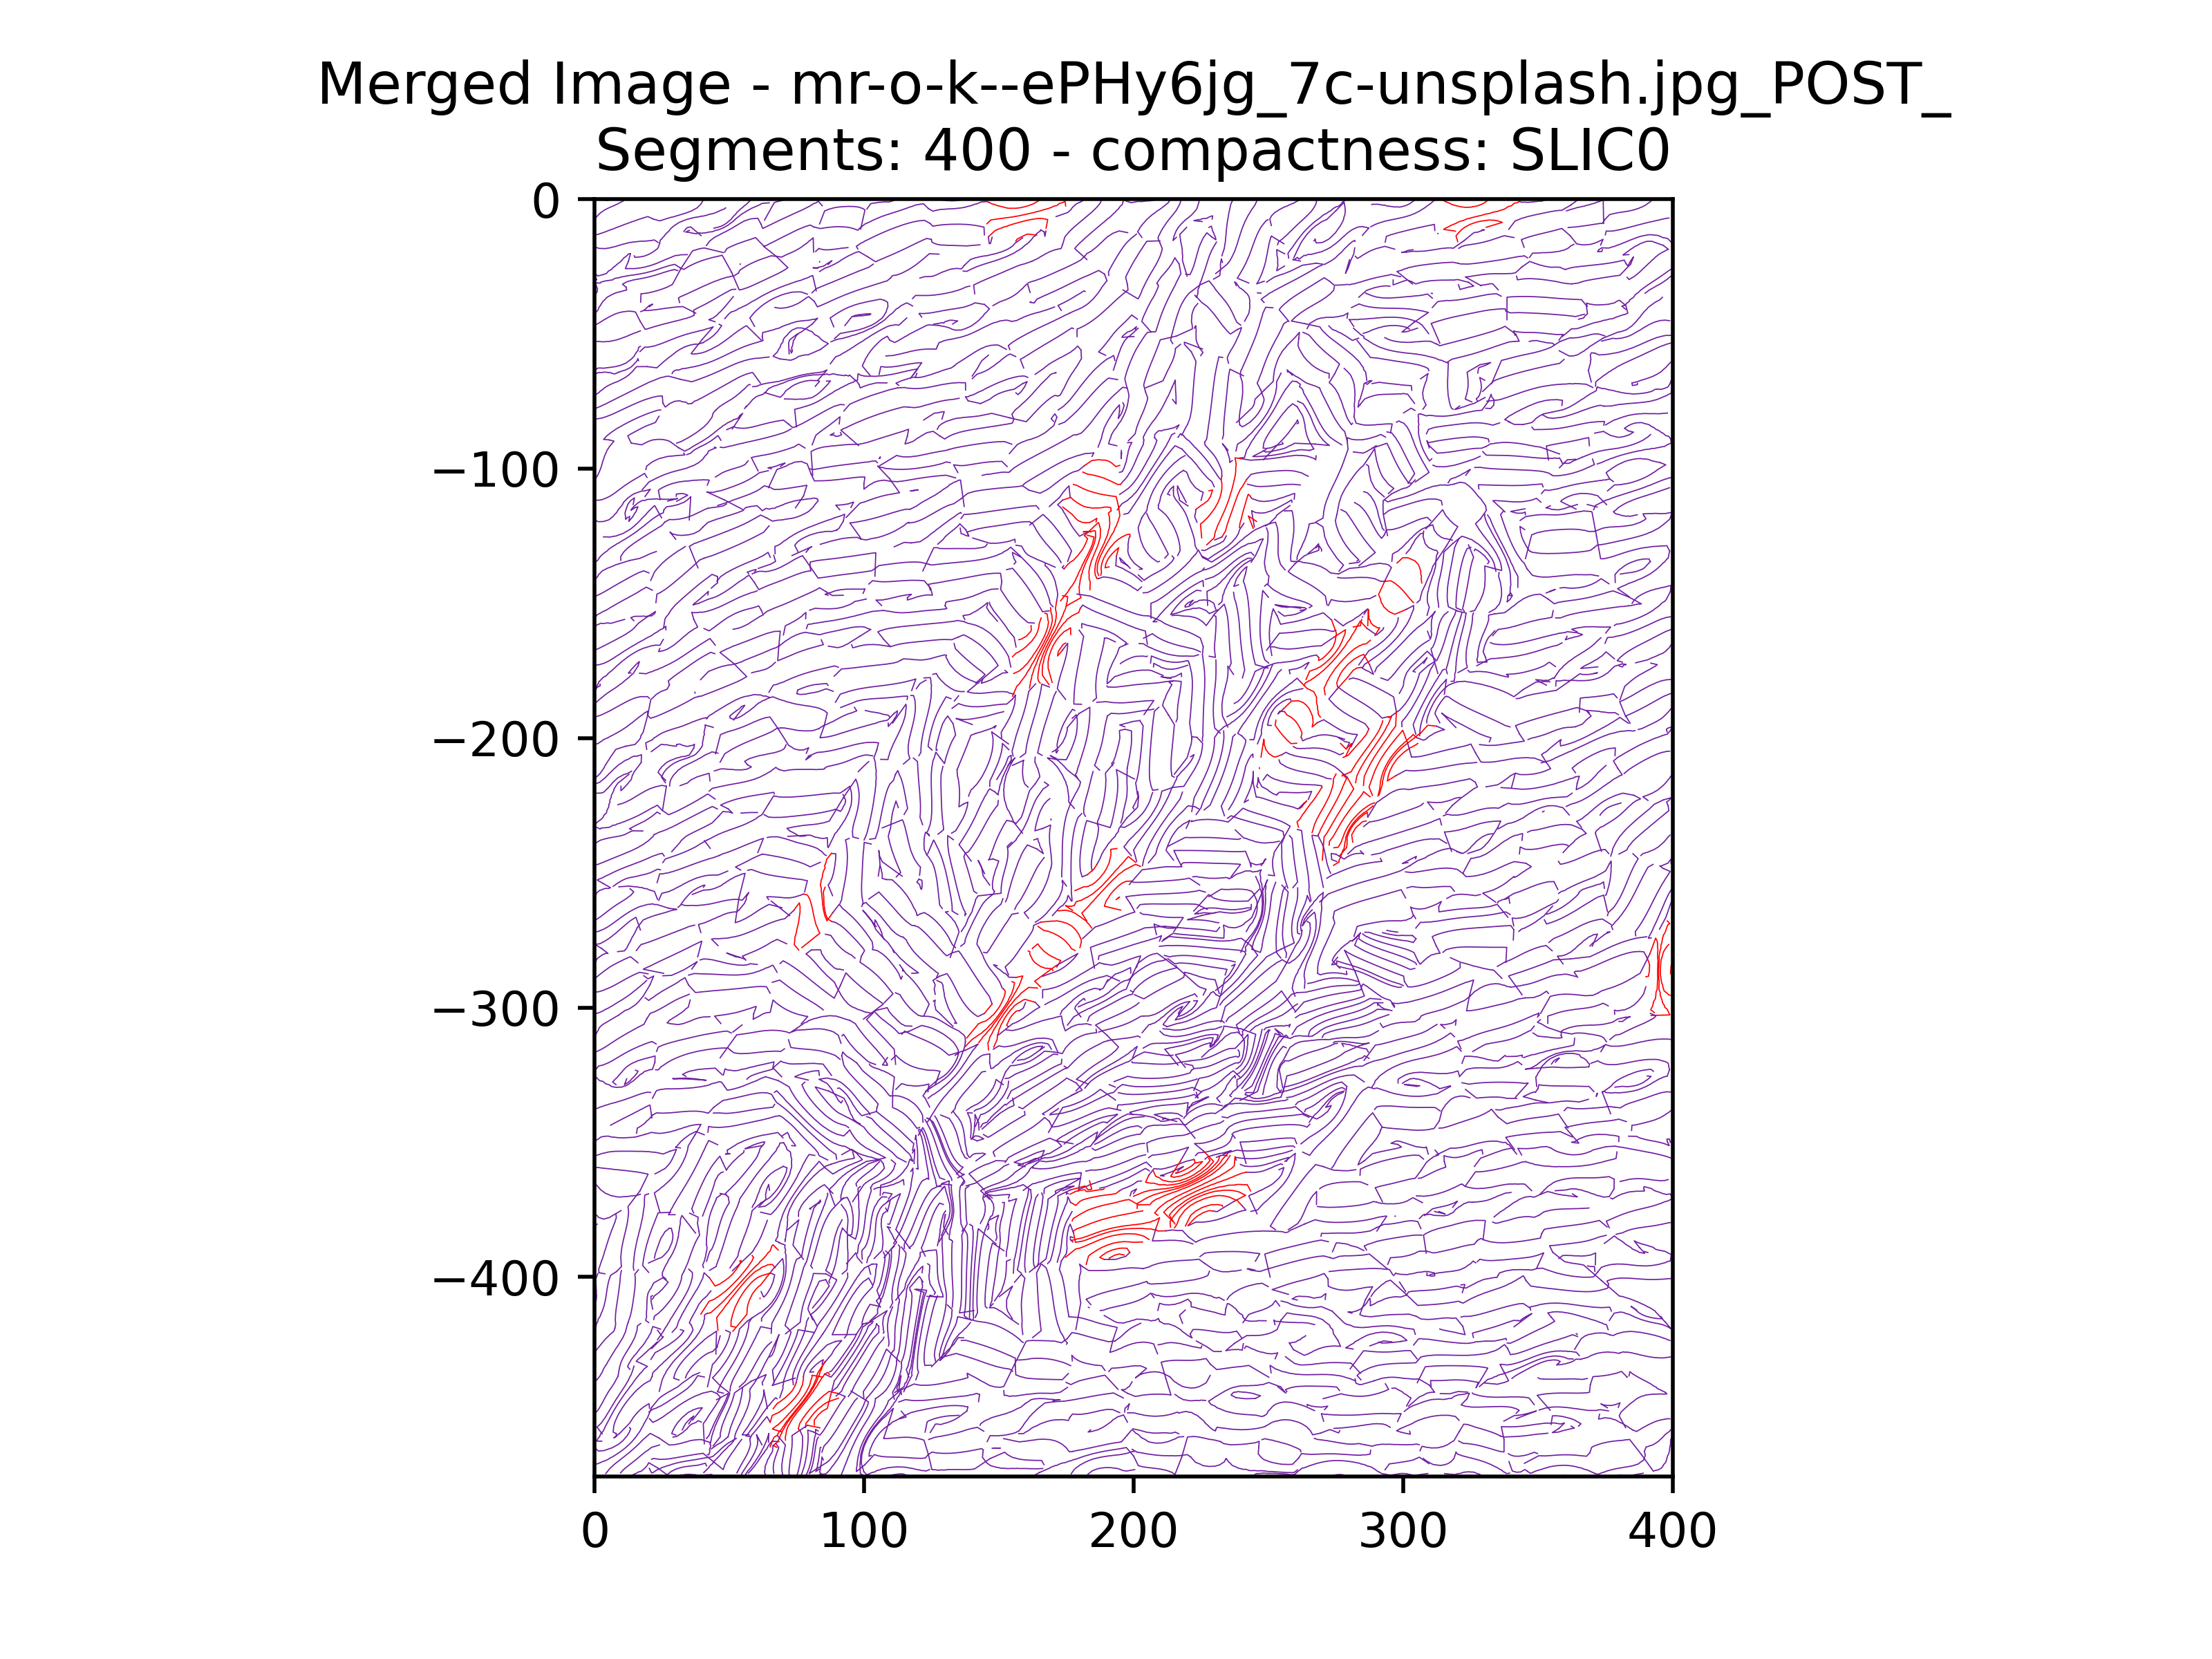 Merged Image - mr-o-k--ePHy6jg_7c-unsplash.jpg_POST_
Segments: 400 - compactness: SLIC0
0
−100
−200
−300
−400
0 100 200 300 400